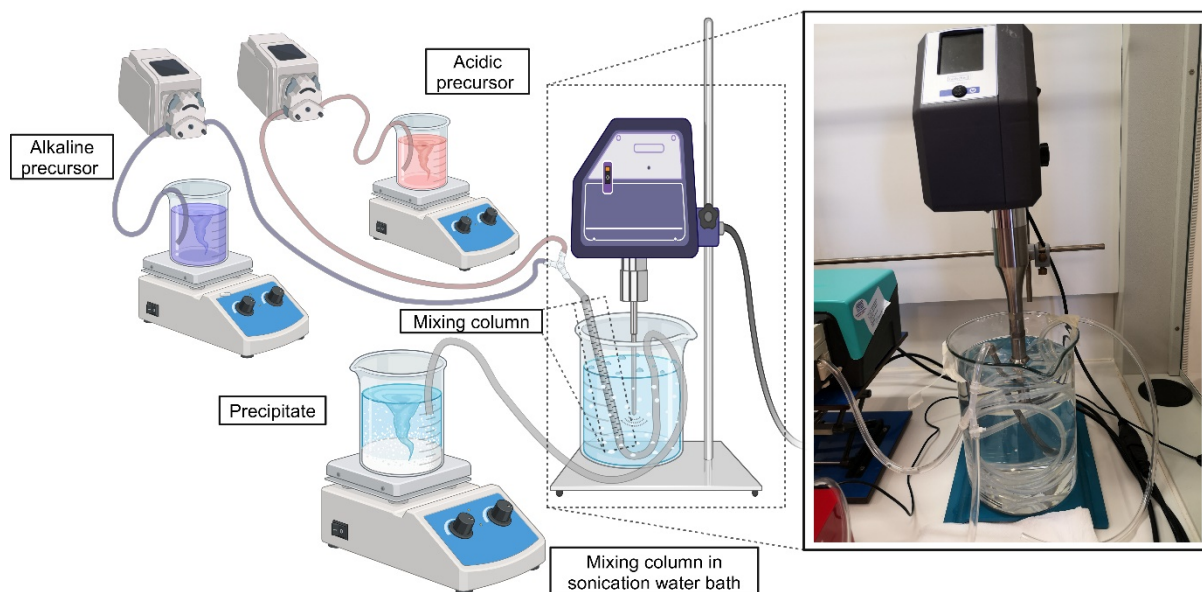 Acidic
precursor
Alkaline
precursor
Mixing column
Precipitate
Mixing column in
sonication water bath